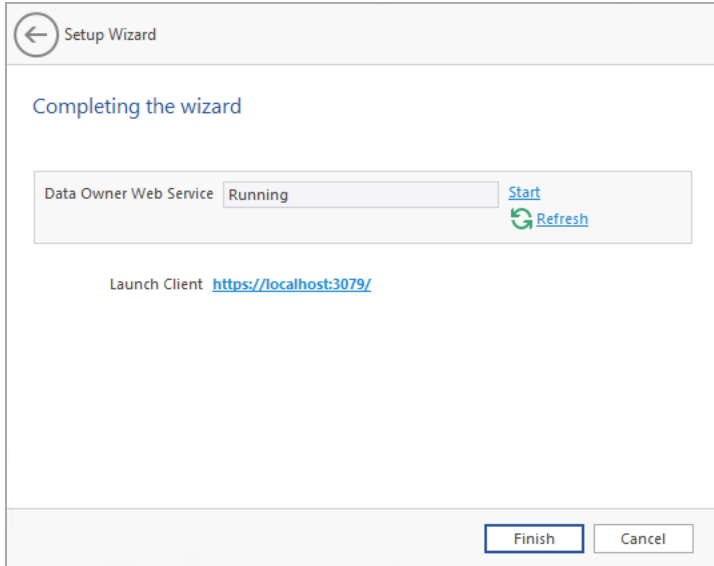 Setup Wizard
Completing the wizard
Data Owner Web Service Running Start
Refresh
Launch Client https://localhost:3079/
Finish Cancel